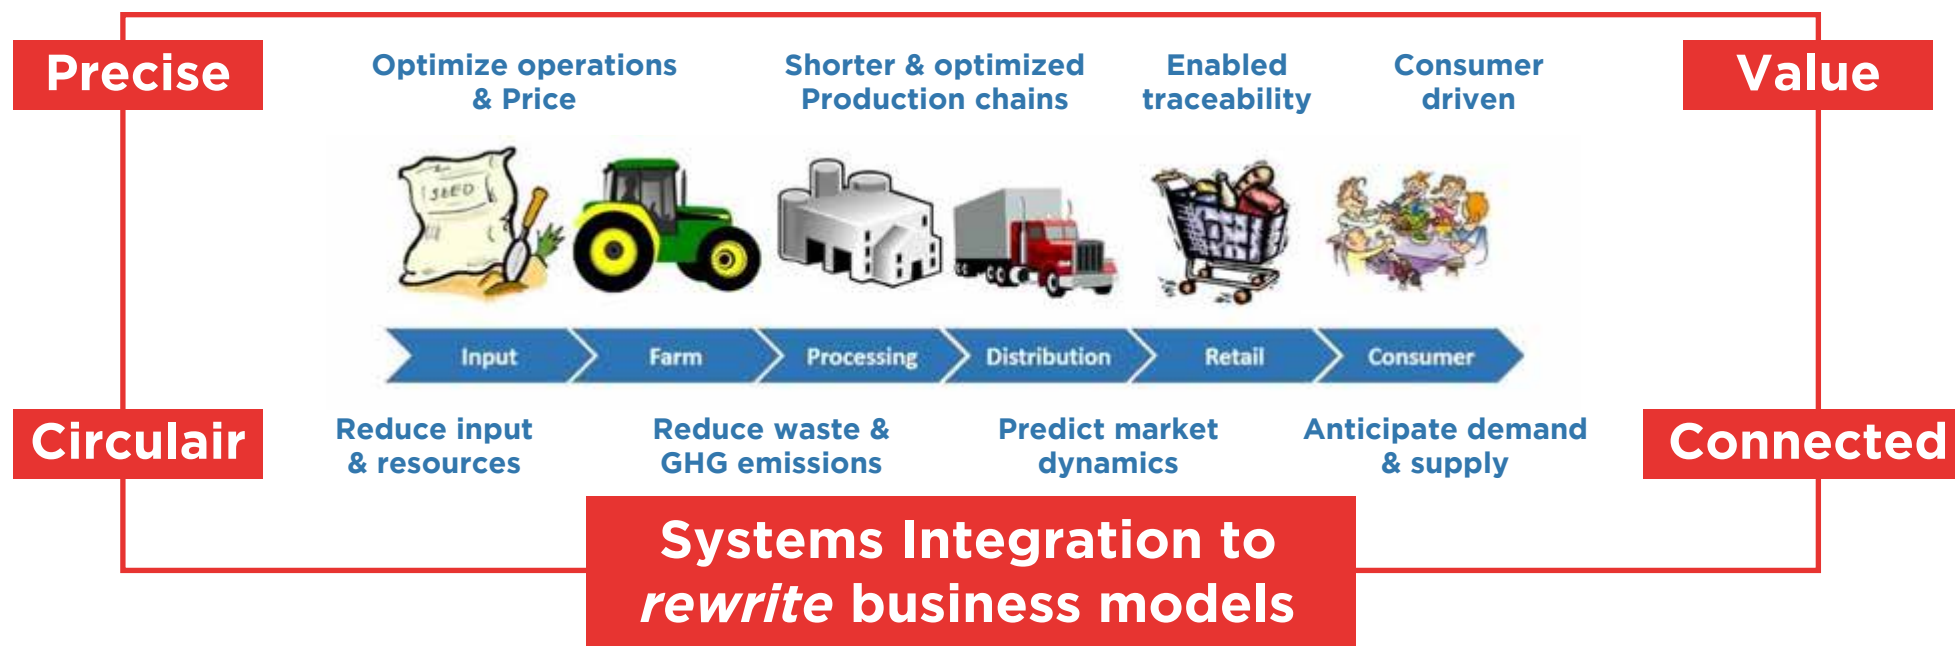 Precise
Optimize operations
& Price
Shorter & optimized
Production chains
Enabled
traceability
Consumer
driven
Value
SEED
Input
Farm
Processing
Distribution
Retail
Consumer
Circulair
Reduce input
& resources
Reduce waste &
GHG emissions
Predict market
dynamics
Anticipate demand
& supply
Connected
Systems Integration to
rewrite business models